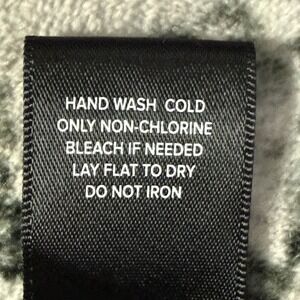 HAND WASH COLD
ONLY NON-CHLORINE
BLEACH IF NEEDED
LAY FLAT TO DRY
DO NOT IRON